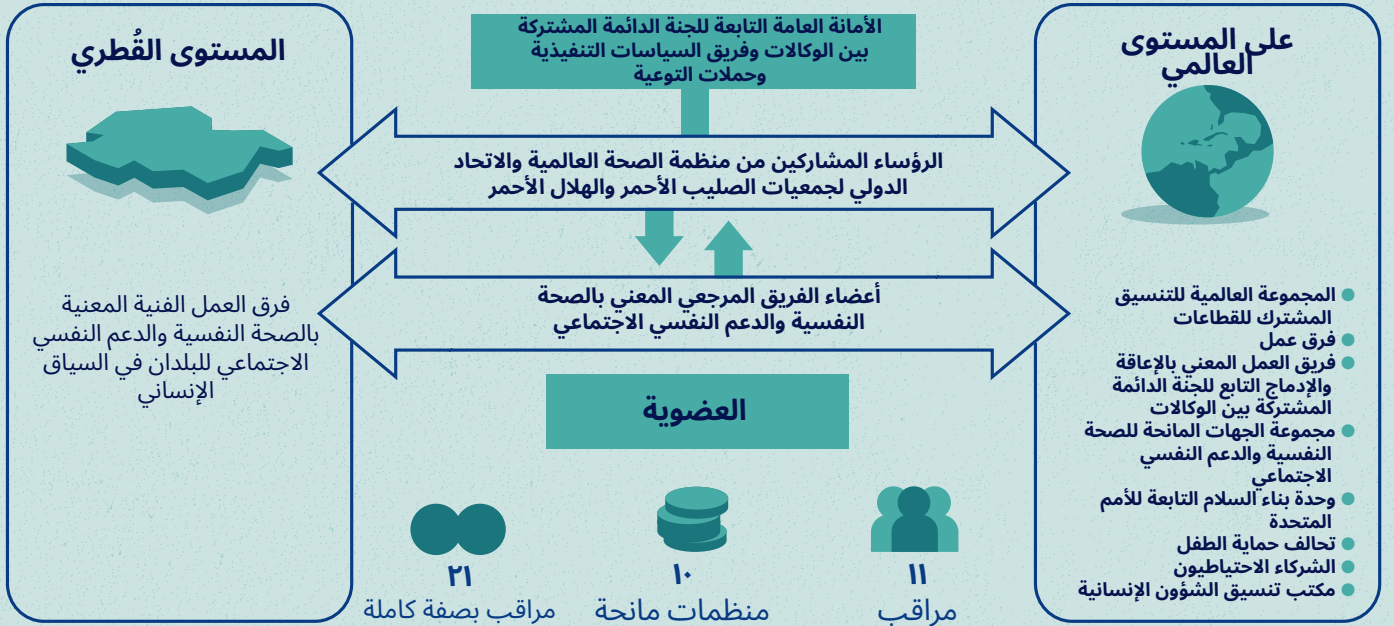 الأمانة العامة التابعة للجنة الدائمة المشتركة
بين الوكالات وفريق السياسات التنفيذية
وحملات التوعية
على المستوى
العالمي
المجموعة العالمية للتنسيق
المشترك للقطاعات
فرق عمل
فريق العمل المعني بالإعاقة
والإدماج التابع للجنة الدائمة
المشتركة بين الوكالات
مجموعة الجهات المانحة للصحة
النفسية والدعم النفسي
الاجتماعي
وحدة بناء السلام التابعة للأمم
المتحدة
تحالف حماية الطفل
الشركاء الاحتياطيون
مكتب تنسيق الشؤون الإنسانية
الرؤساء المشاركين من منظمة الصحة العالمية والاتحاد
الدولي لجمعيات الصليب الأحمر والهلال الأحمر
أعضاء الفريق المرجعي المعني بالصحة
النفسية والدعم النفسي الاجتماعي
العضوية
١١
مراقب
١٠
منظمات مانحة
٢١
مراقب بصفة كاملة
المستوى القُطري
فرق العمل الفنية المعنية
بالصحة النفسية والدعم النفسي
الاجتماعي للبلدان في السياق
الإنساني